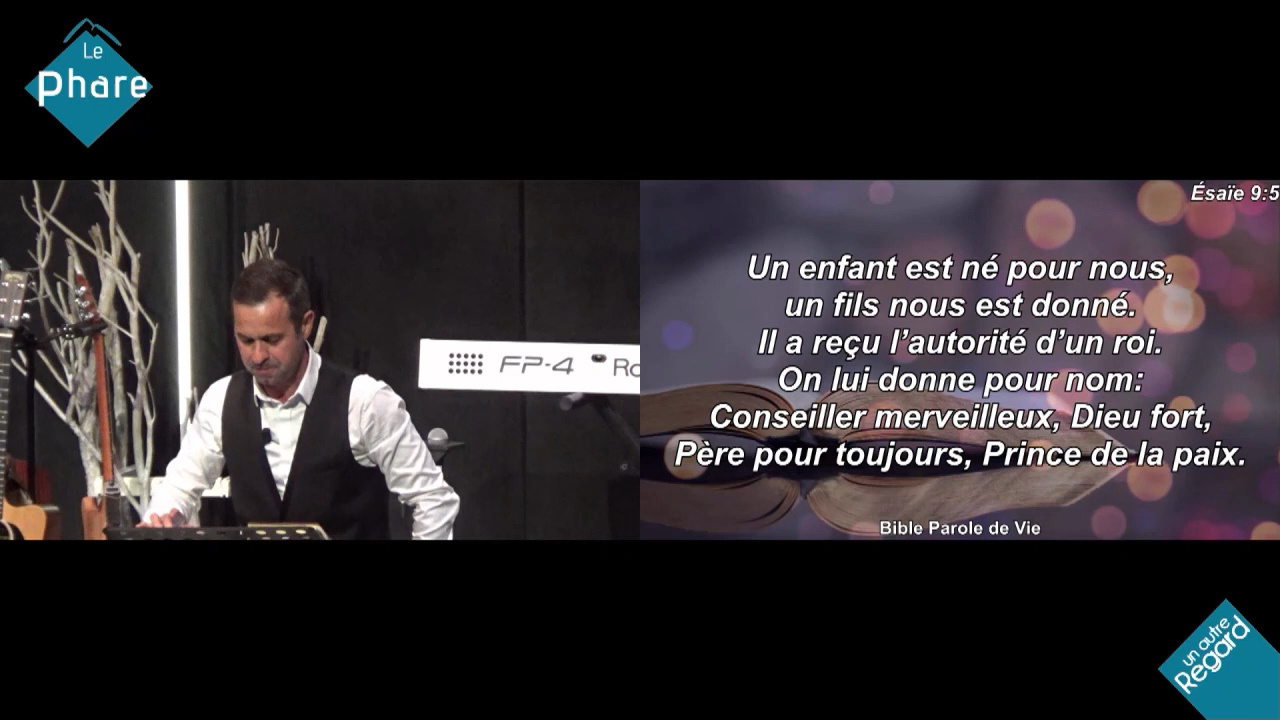 Le
Phare
FP-4
Ésaïe 9:5
Un enfant est né pour nous,
un fils nous est donné.
Il a reçu l’autorité d’un roi.
On lui donne pour nom:
Conseiller merveilleux, Dieu fort,
Père pour toujours, Prince de la paix.
Bible Parole de Vie
un autre
Regard